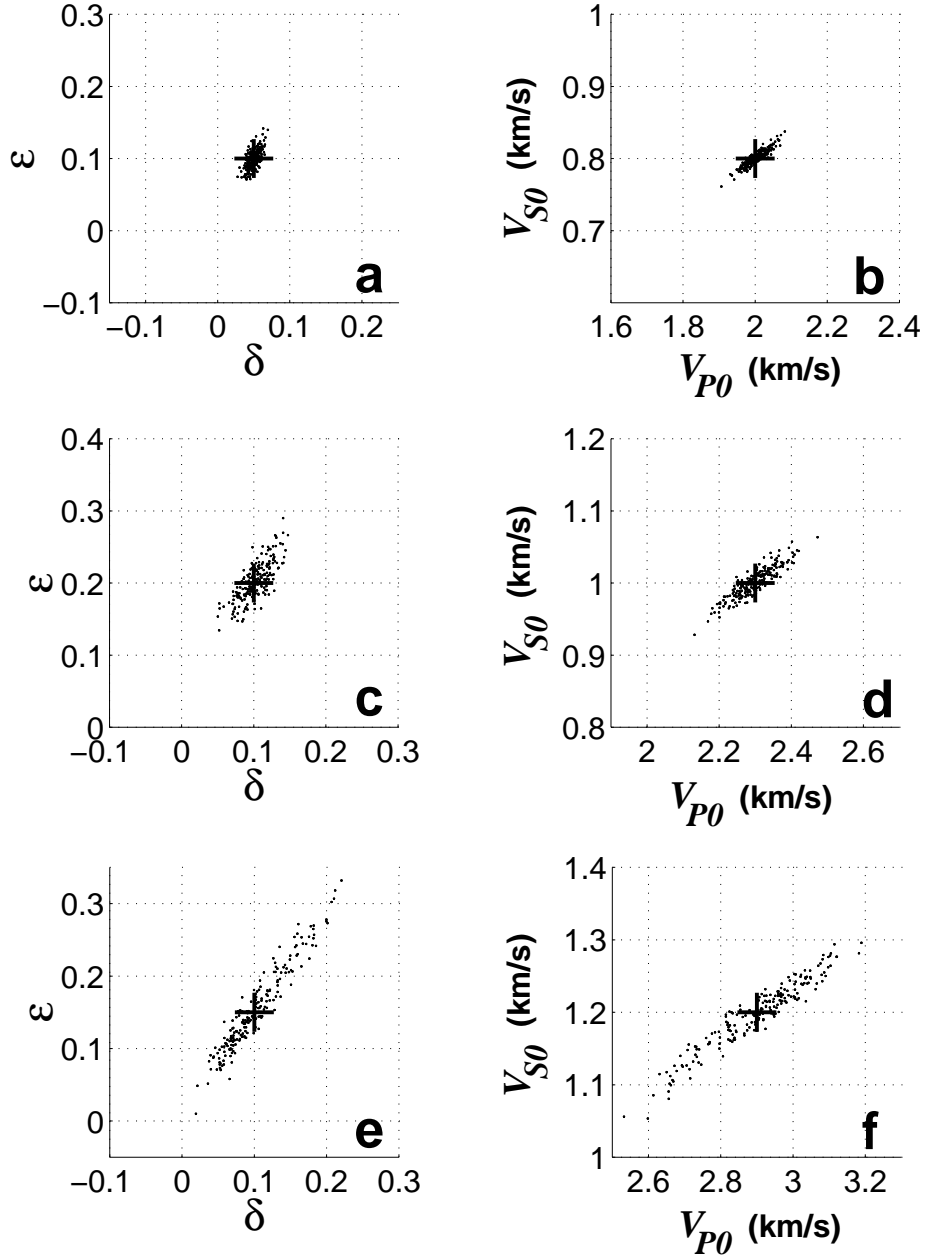 0.3
0.2
0.1
0
−0.1
ε
−0.1 0 0.1 0.2
δ
a
1
0.9
0.8
0.7
V_S0 (km/s)
1.6 1.8 2 2.2 2.4
V_P0 (km/s)
b
0.4
0.3
0.2
0.1
0
ε
−0.1 0 0.1 0.2 0.3
δ
c
1.2
1.1
1
0.9
0.8
V_S0 (km/s)
2 2.2 2.4 2.6
V_P0 (km/s)
d
0.3
0.2
0.1
0
ε
−0.1 0 0.1 0.2 0.3
δ
e
1.4
1.3
1.2
1.1
1
V_S0 (km/s)
2.6 2.8 3 3.2
V_P0 (km/s)
f